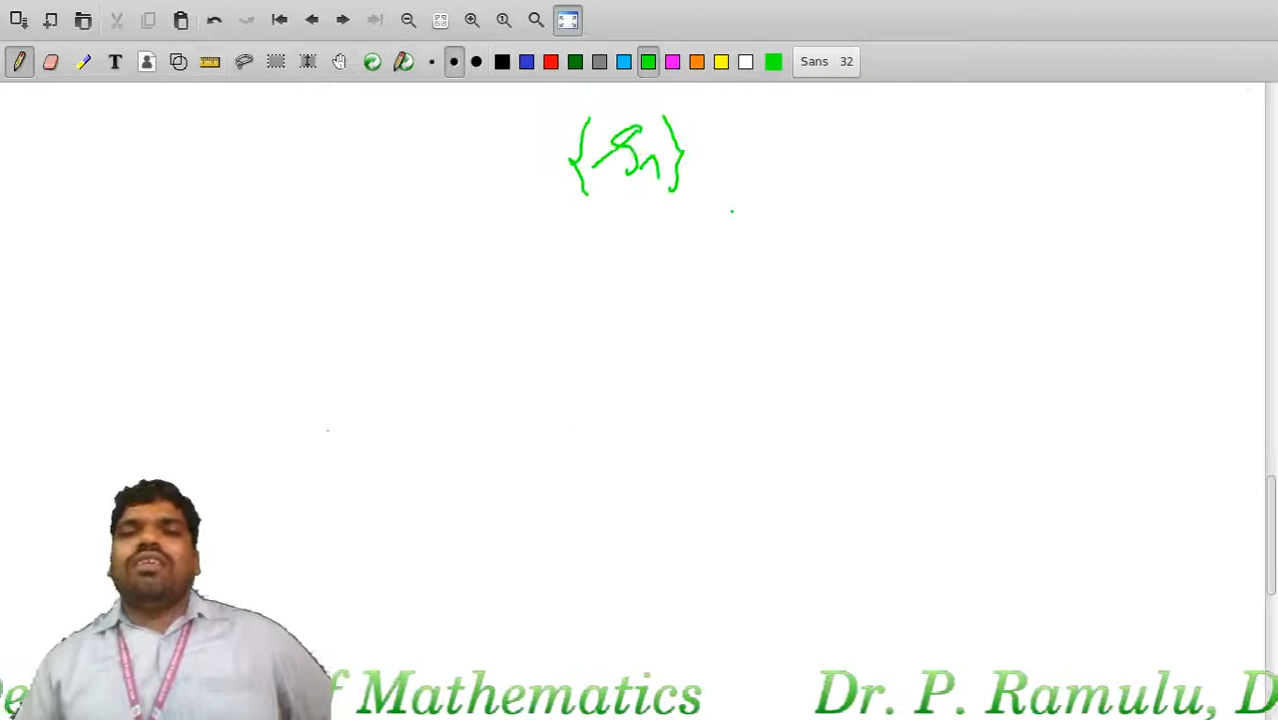 Sans 32
{Sn}
f Mathematics Dr. P. Ramulu, D